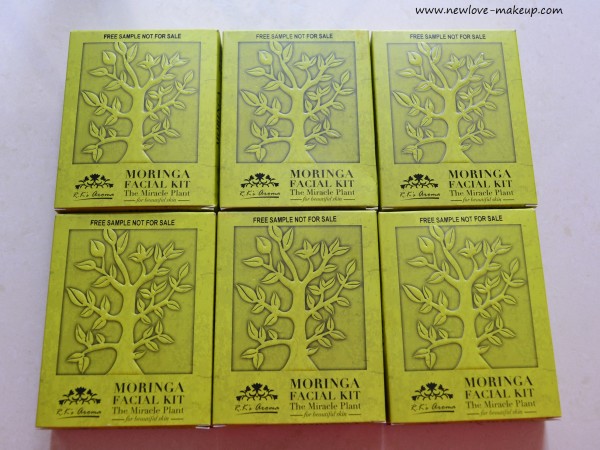 www.newlove-makeup.com
FREE SAMPLE NOT FOR SALE
MORINGA
FACIAL KIT
The Miracle Plant
for beautiful skin
R.K's Aroma
FREE SAMPLE NOT FOR SALE
MORINGA
FACIAL KIT
The Miracle Plant
for beautiful skin
R.K's Aroma
FREE SAMPLE NOT FOR SALE
MORINGA
FACIAL KIT
The Miracle Plant
for beautiful skin
R.K's Aroma
FREE SAMPLE NOT FOR SALE
MORINGA
FACIAL KIT
The Miracle Plant
for beautiful skin
R.K's Aroma
FREE SAMPLE NOT FOR SALE
MORINGA
FACIAL KIT
The Miracle Plant
for beautiful skin
R.K's Aroma
FREE SAMPLE NOT FOR SALE
MORINGA
FACIAL KIT
The Miracle Plant
for beautiful skin
R.K's Aroma